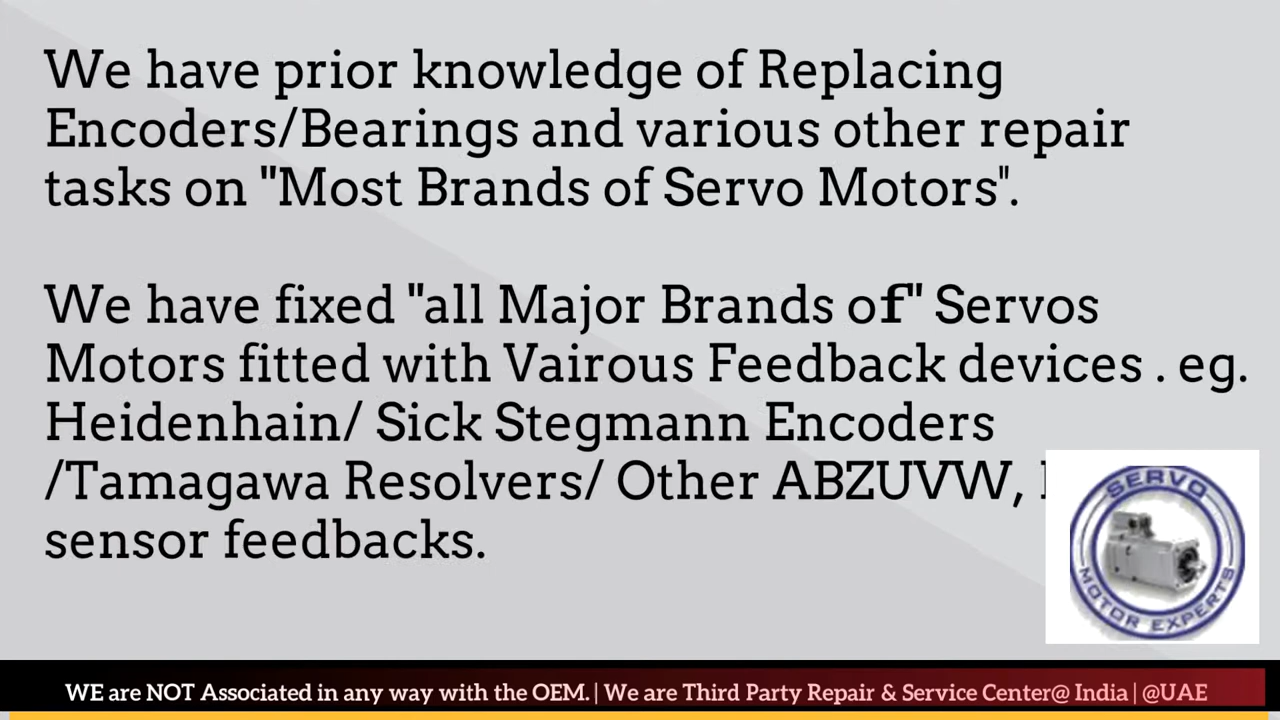 We have prior knowledge of Replacing
Encoders/Bearings and various other repair
tasks on "Most Brands of Servo Motors".
We have fixed "all Major Brands of" Servos
Motors fitted with Vairous Feedback devices . eg.
Heidenhain/ Sick Stegmann Encoders
/Tamagawa Resolvers/ Other ABZUVW,
sensor feedbacks.
SERVO
MOTOR EXPERTS
WE are NOT Associated in any way with the OEM. | We are Third Party Repair & Service Center@ India | @UAE